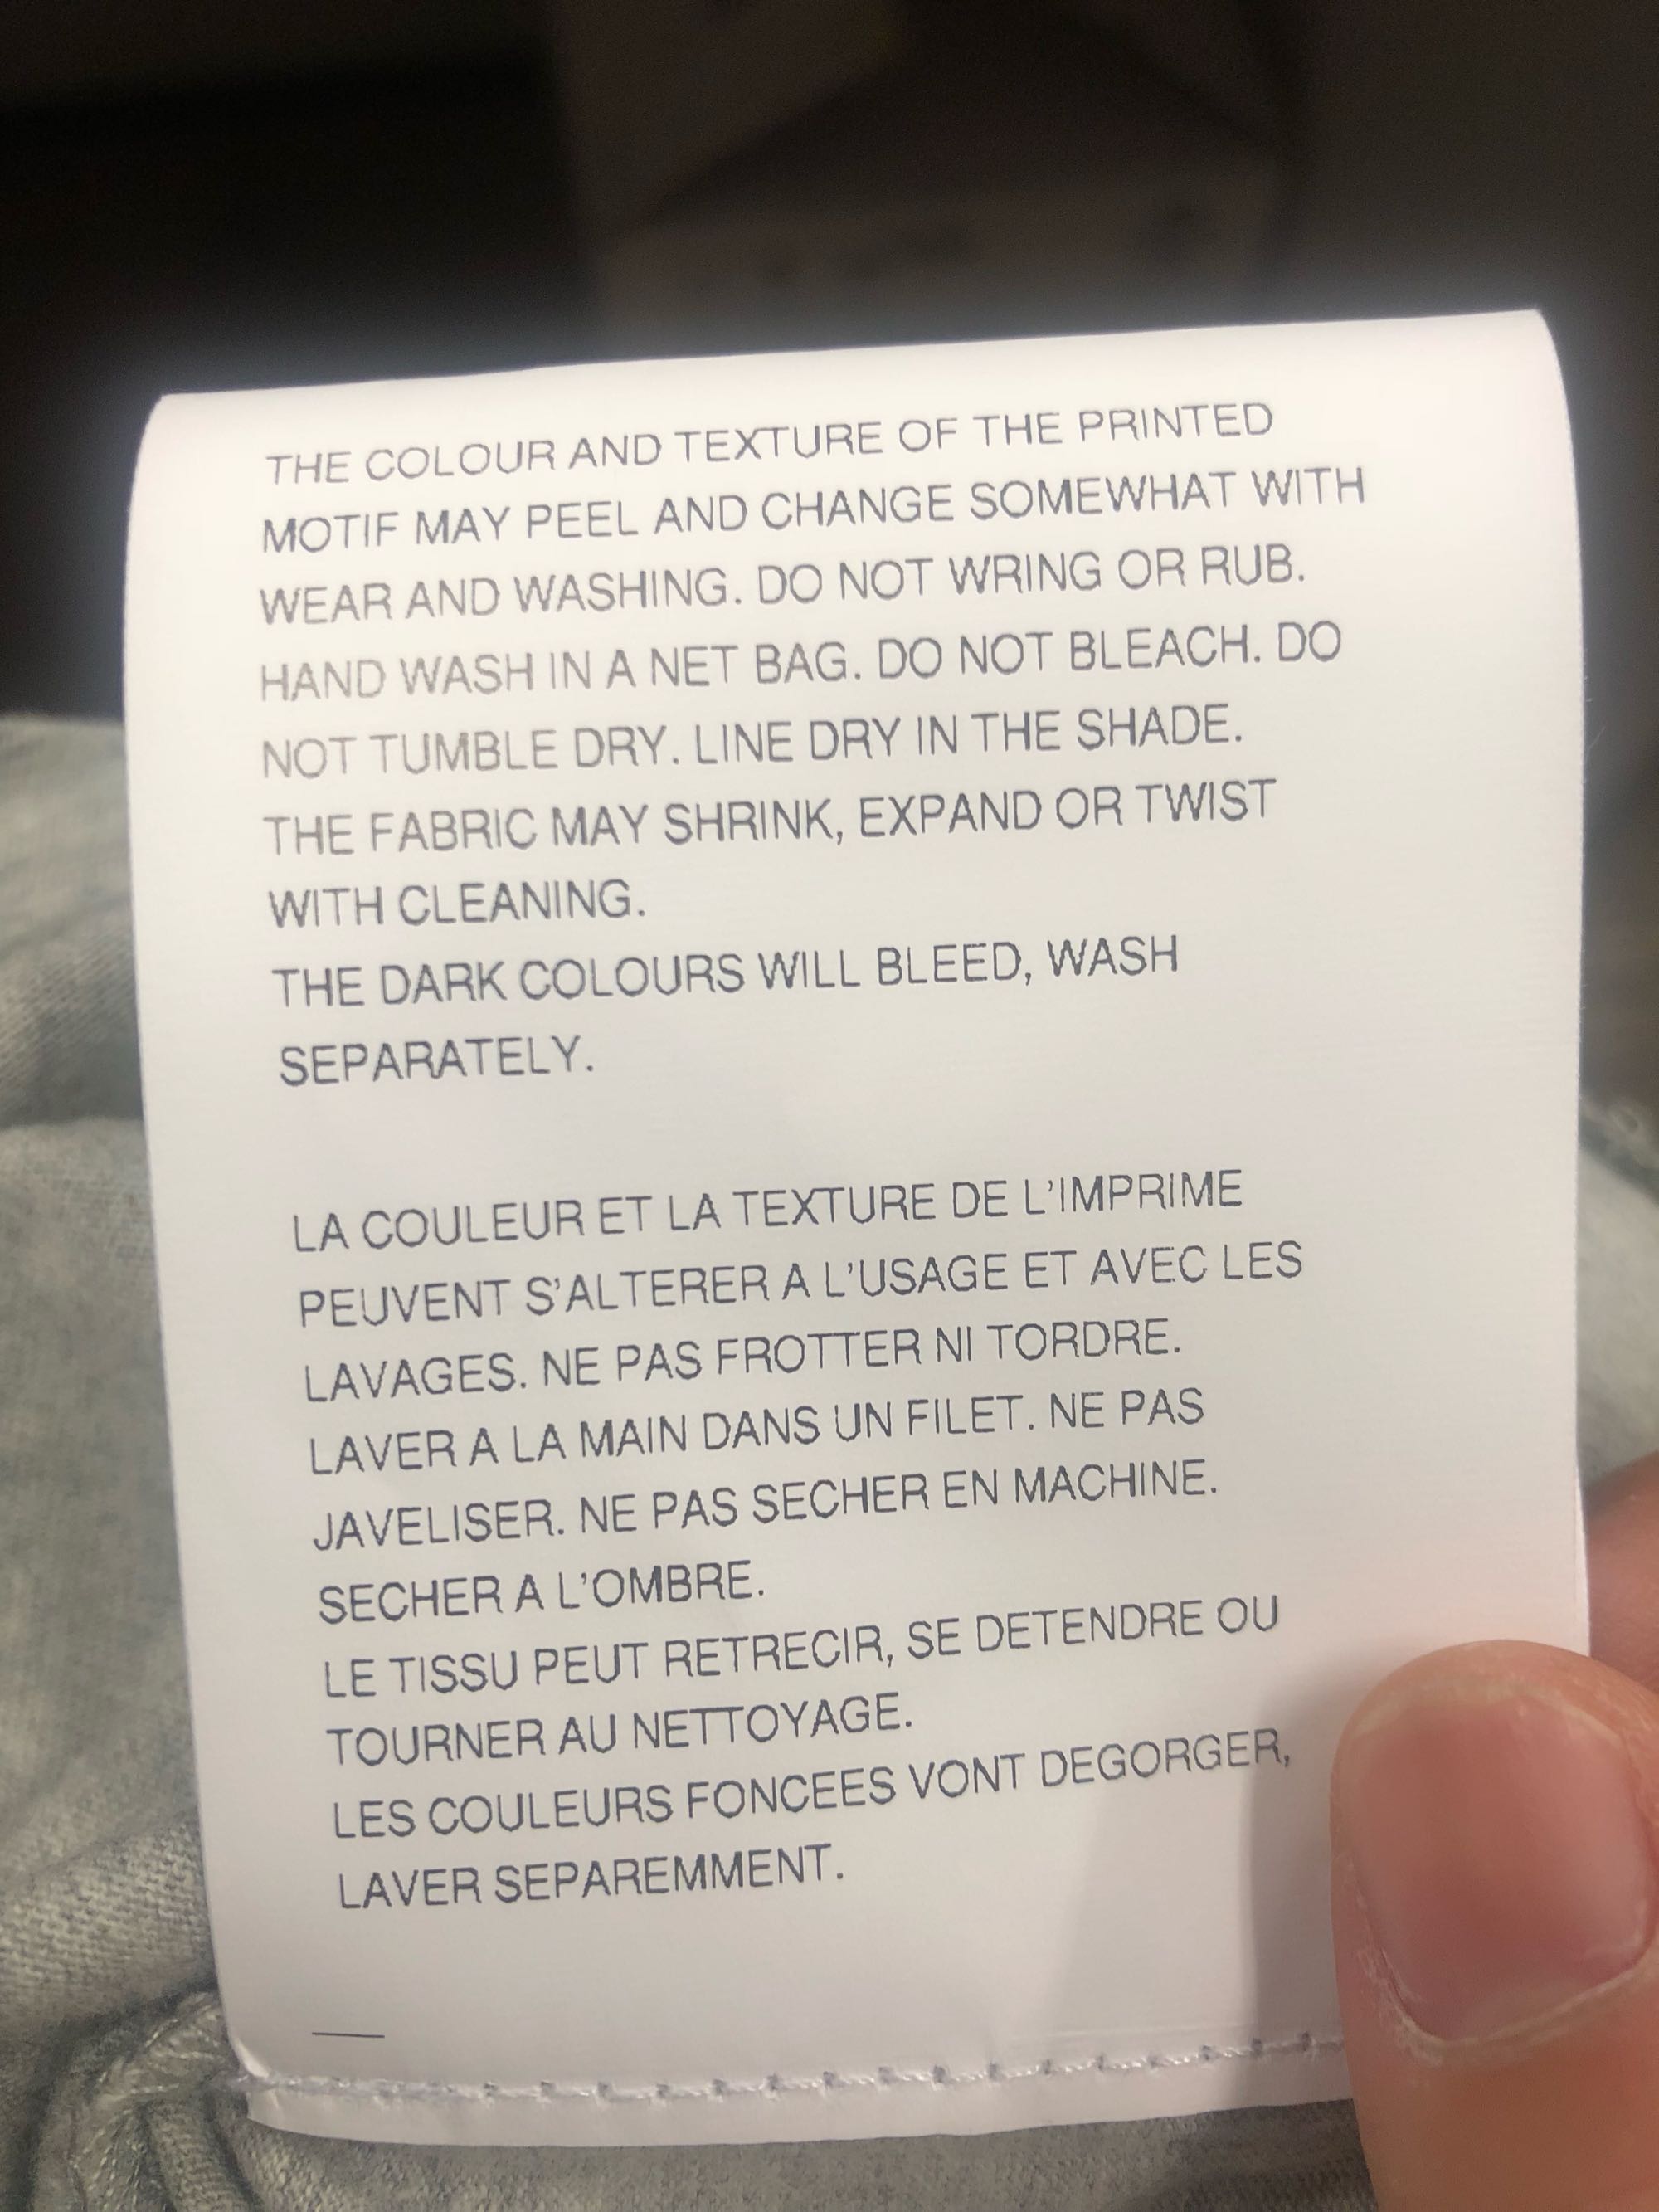 THE COLOUR AND TEXTURE OF THE PRINTED
MOTIF MAY PEEL AND CHANGE SOMEWHAT WITH
WEAR AND WASHING. DO NOT WRING OR RUB.
HAND WASH IN A NET BAG. DO NOT BLEACH. DO
NOT TUMBLE DRY. LINE DRY IN THE SHADE.
THE FABRIC MAY SHRINK, EXPAND OR TWIST
WITH CLEANING.
THE DARK COLOURS WILL BLEED, WASH
SEPARATELY.
LA COULEUR ET LA TEXTURE DE L'IMPRIME
PEUVENT S'ALTERER A L'USAGE ET AVEC LES
LAVAGES. NE PAS FROTTER NI TORDRE.
LAVER A LA MAIN DANS UN FILET. NE PAS
JAVELISER. NE PAS SECHER EN MACHINE.
SECHER A L'OMBRE.
LE TISSU PEUT RETRECIR, SE DETENDRE OU
TOURNER AU NETTOYAGE.
LES COULEURS FONCEES VONT DEGORGER,
LAVER SEPAREMMENT.